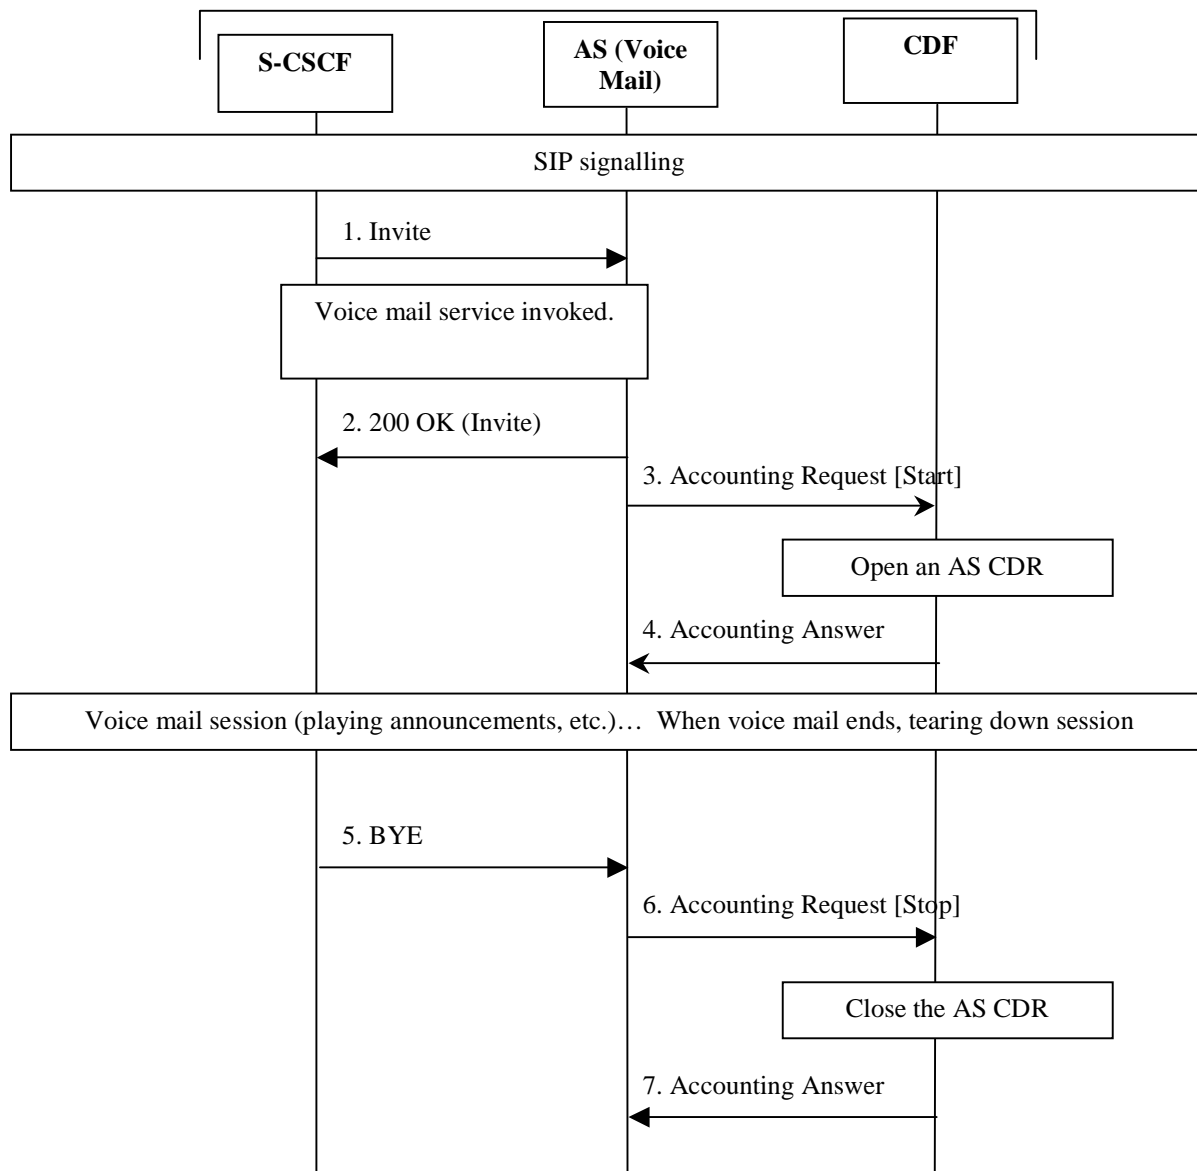 S-CSCF
AS (Voice
Mail)
CDF
SIP signalling
1. Invite
Voice mail service invoked.
2. 200 OK (Invite)
3. Accounting Request [Start]
Open an AS CDR
4. Accounting Answer
Voice mail session (playing announcements, etc.)… When voice mail ends, tearing down session
5. BYE
6. Accounting Request [Stop]
Close the AS CDR
7. Accounting Answer